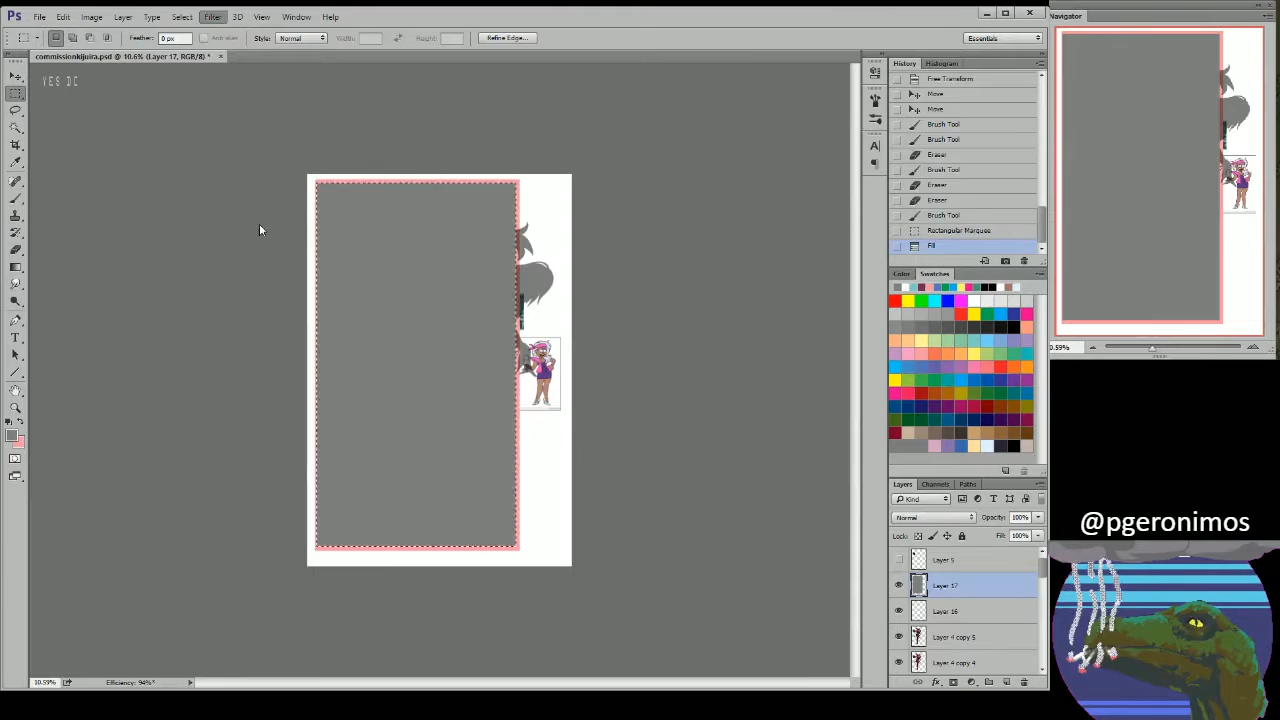 Ps File Edit Image Layer Type Select Filter 3D View Window Help
Feather: 0 px Anti-alias Style: Normal Width: Height: Refine Edge... Essentials
commissionkijuira.psd @ 10.6% (Layer 17, RGB/8) * ×
YES DC
Navigator
History Histogram
Free Transform
Move
Move
Brush Tool
Brush Tool
Eraser
Brush Tool
Eraser
Eraser
Brush Tool
Rectangular Marquee
Fill
0.59%
Color Swatches
Layers Channels Paths
Kind
Normal Opacity: 100%
Lock: Fill: 100%
Layer 5
Layer 17
Layer 16
Layer 4 copy 5
Layer 4 copy 4
10.59% Efficiency: 94%*
@pgeronimos